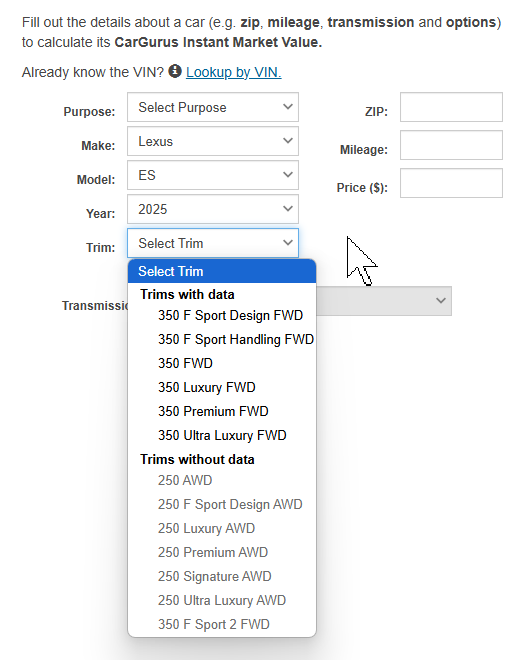 Fill out the details about a car (e.g. zip, mileage, transmission and options)
to calculate its CarGurus Instant Market Value.
Already know the VIN? Lookup by VIN.
Purpose: Select Purpose
ZIP:
Make: Lexus
Mileage:
Model: ES
Price ($):
Year: 2025
Trim: Select Trim
Select Trim
Trims with data
350 F Sport Design FWD
350 F Sport Handling FWD
350 FWD
350 Luxury FWD
350 Premium FWD
350 Ultra Luxury FWD
Trims without data
250 AWD
250 F Sport Design AWD
250 Luxury AWD
250 Premium AWD
250 Signature AWD
250 Ultra Luxury AWD
350 F Sport 2 FWD
Transmissi